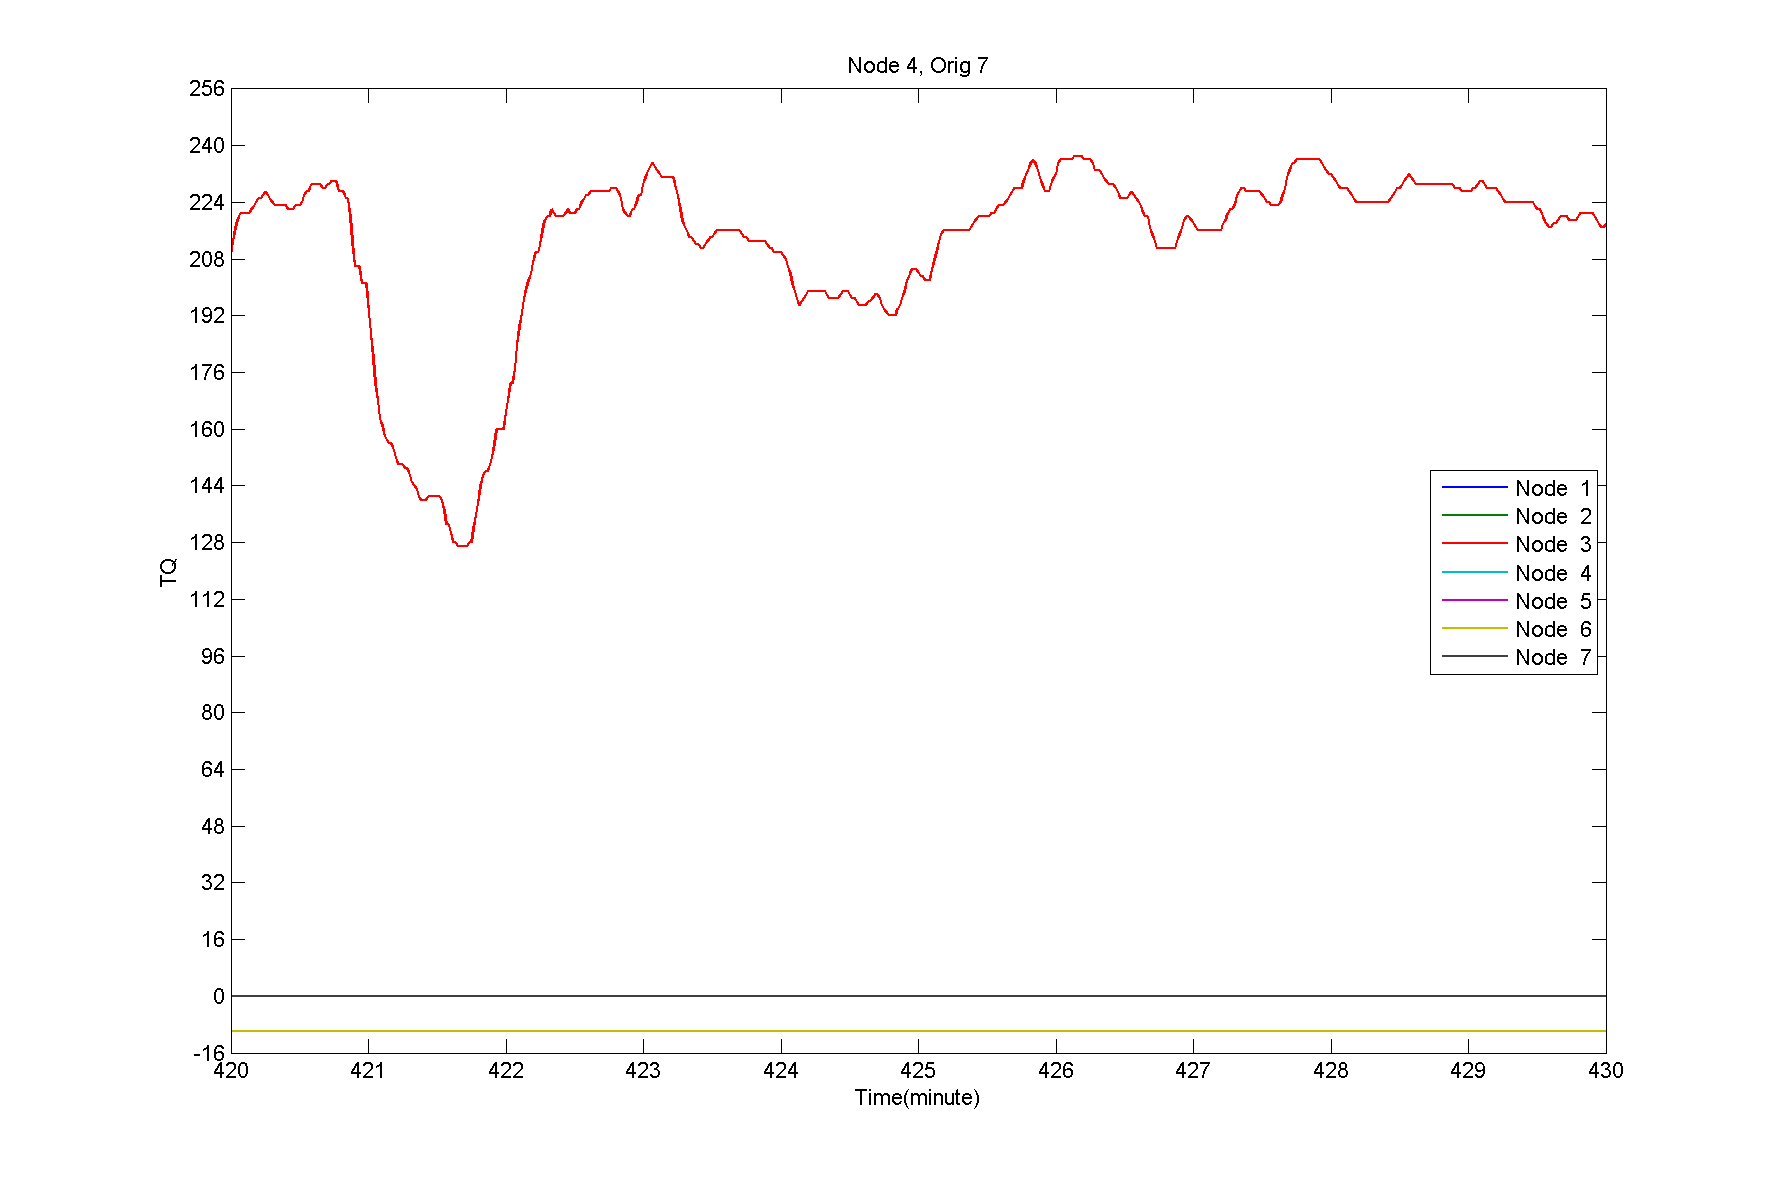 Node 4, Orig 7
256
240
224
208
192
176
160
144
128
112
96
80
64
48
32
16
0
-16
TQ
Node 1
Node 2
Node 3
Node 4
Node 5
Node 6
Node 7
420 421 422 423 424 425 426 427 428 429 430
Time(minute)